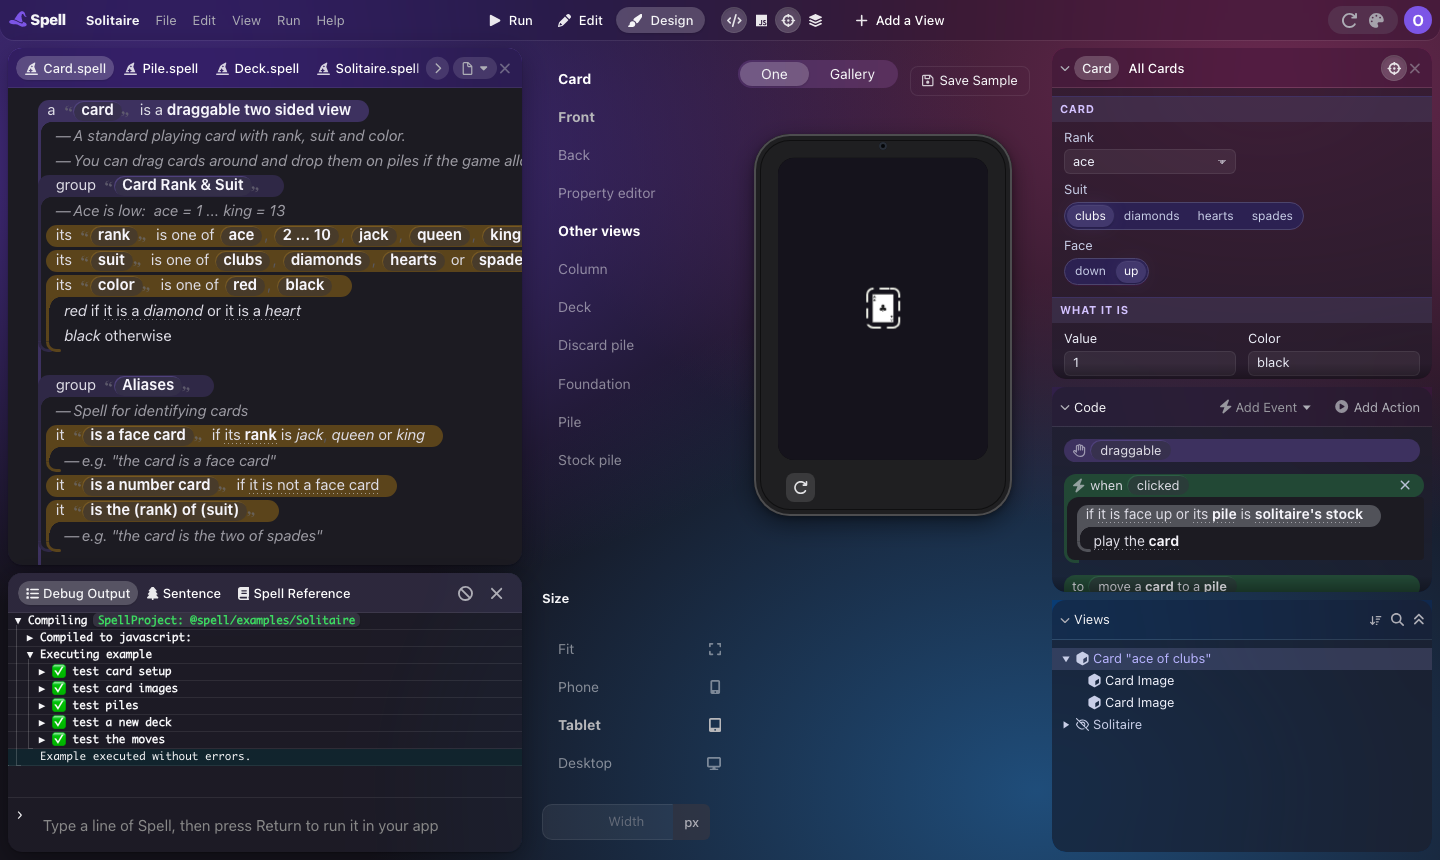 Spell Solitaire File Edit View Run Help Run Edit Design JS Add a View O
Card.spell Pile.spell Deck.spell Solitaire.spell
a “ card ” is a draggable two sided view
— A standard playing card with rank, suit and color.
— You can drag cards around and drop them on piles if the game all
group “ Card Rank & Suit ”
— Ace is low: ace = 1 ... king = 13
its “ rank ” is one of ace , 2 ... 10 , jack , queen , king
its “ suit ” is one of clubs , diamonds , hearts or spade
its “ color ” is one of red , black
red if it is a diamond or it is a heart
black otherwise
group “ Aliases ”
— Spell for identifying cards
it “ is a face card ” if its rank is jack, queen or king
— e.g. "the card is a face card"
it “ is a number card ” if it is not a face card
it “ is the (rank) of (suit) ”
— e.g. "the card is the two of spades"
Debug Output Sentence Spell Reference
Compiling SpellProject: @spell/examples/Solitaire
Compiled to javascript:
Executing example
test card setup
test card images
test piles
test a new deck
test the moves
Example executed without errors.
Type a line of Spell, then press Return to run it in your app
Card
Front
Back
Property editor
Other views
Column
Deck
Discard pile
Foundation
Pile
Stock pile
One Gallery Save Sample
Size
Fit
Phone
Tablet
Desktop
Width px
Card All Cards
CARD
Rank
ace
Suit
clubs diamonds hearts spades
Face
down up
WHAT IT IS
Value Color
1 black
Code Add Event Add Action
draggable
when clicked
if it is face up or its pile is solitaire's stock
play the card
to move a card to a pile
Views
Card "ace of clubs"
Card Image
Card Image
Solitaire